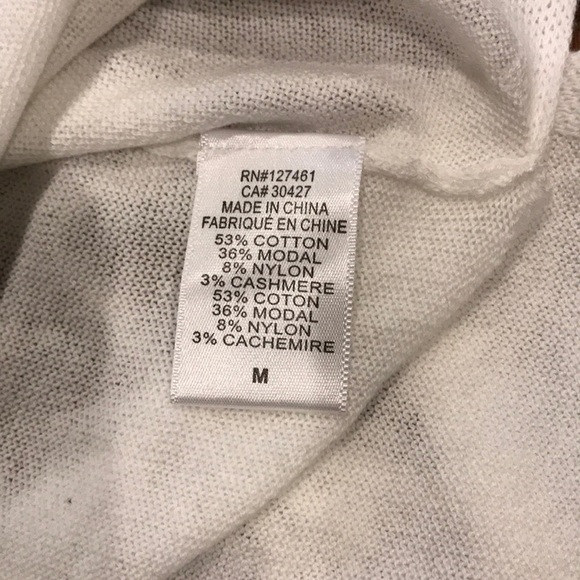 RN#127461
CA# 30427
MADE IN CHINA
FABRIQUÉ EN CHINE
53% COTTON
36% MODAL
8% NYLON
3% CASHMERE
53% COTON
36% MODAL
8% NYLON
3% CACHEMIRE
M